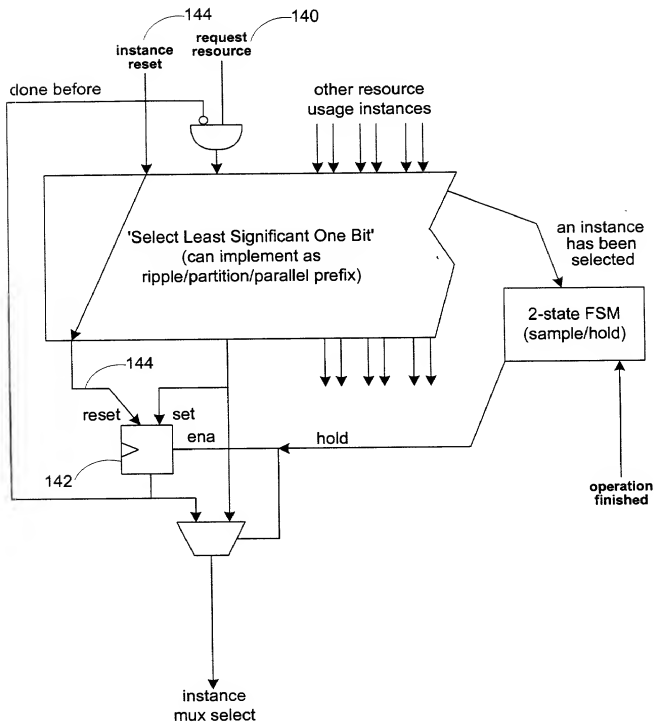 144
140
instance
reset
request
resource
done before
other resource
usage instances
'Select Least Significant One Bit'
(can implement as
ripple/partition/parallel prefix)
an instance
has been
selected
2-state FSM
(sample/hold)
144
reset
set
ena
hold
142
operation
finished
instance
mux select